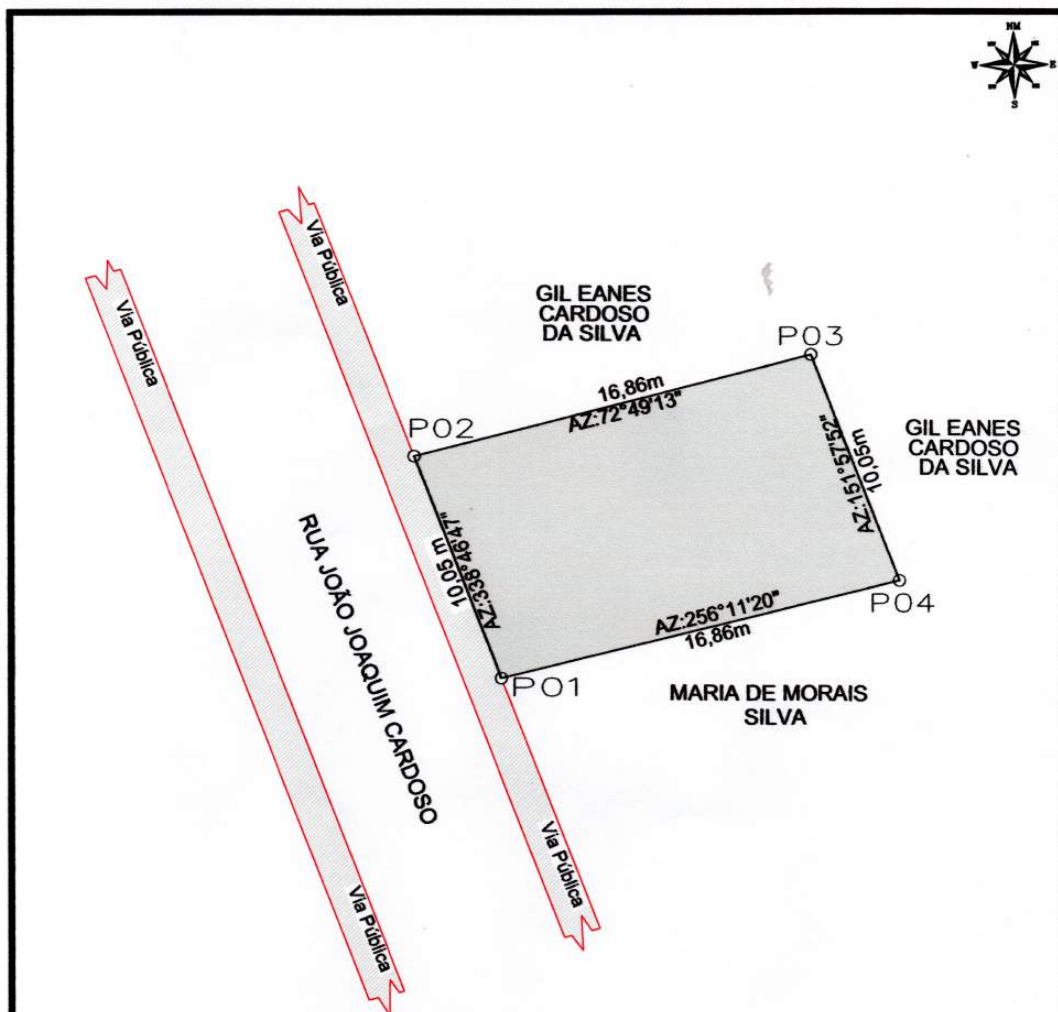 NM
W
E
S
Via Pública
Via Pública
GIL EANES
CARDOSO
DA SILVA
P03
16,86m
AZ:72°49'13"
P02
GIL EANES
CARDOSO
DA SILVA
AZ:151°57'52"
10,05m
RUA JOÃO JOAQUIM CARDOSO
10,05 m
AZ:338°46'47"
P04
AZ:256°11'20"
16,86m
P01
MARIA DE MORAIS
SILVA
Via Pública
Via Pública